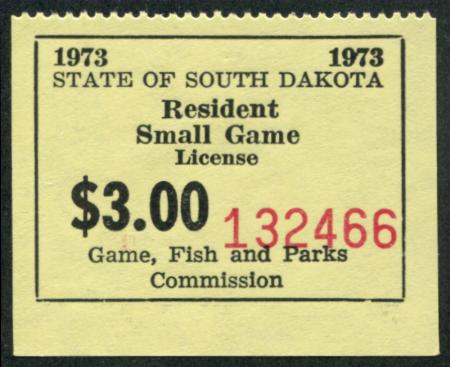 1973 1973
STATE OF SOUTH DAKOTA
Resident
Small Game
License
$3.00 132466
Game, Fish and Parks
Commission